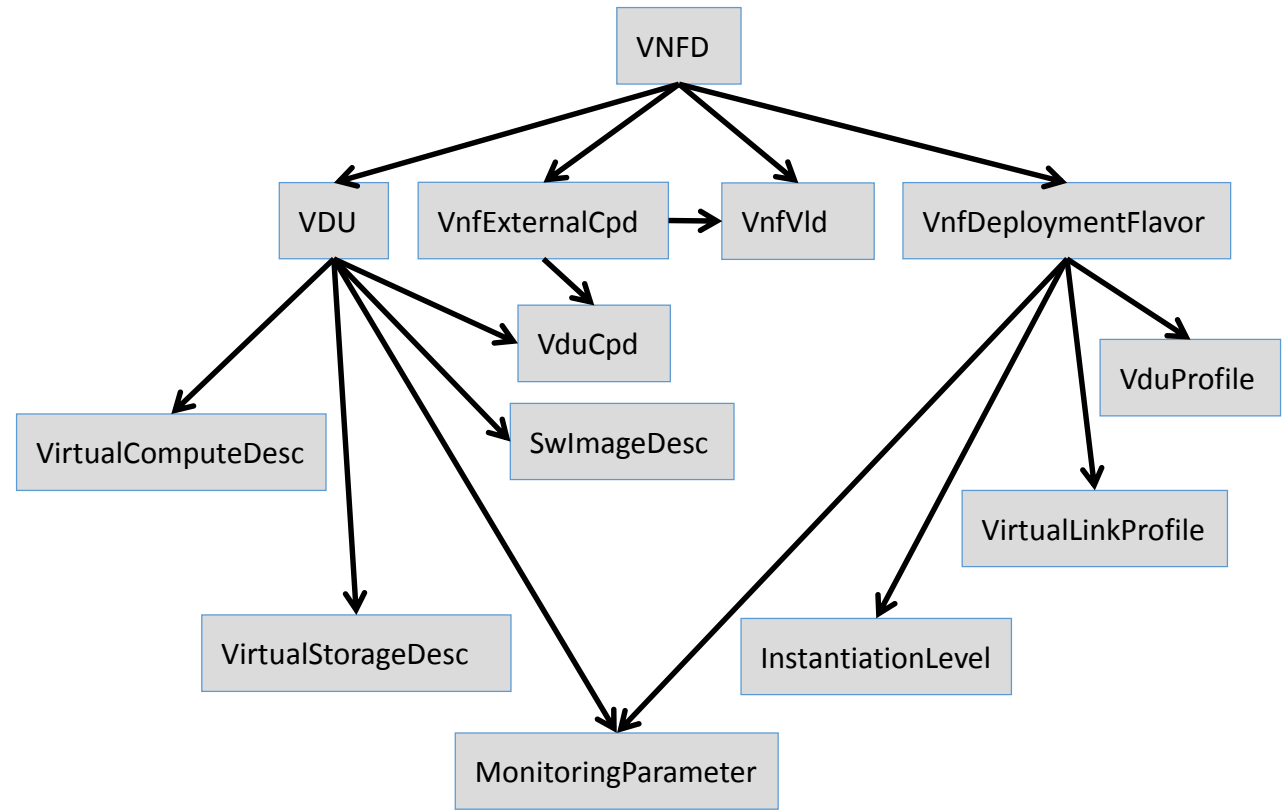 VNFD
VDU
VnfExternalCpd
VnfVld
VnfDeploymentFlavor
VduCpd
VduProfile
VirtualComputeDesc
SwImageDesc
VirtualLinkProfile
VirtualStorageDesc
InstantiationLevel
MonitoringParameter